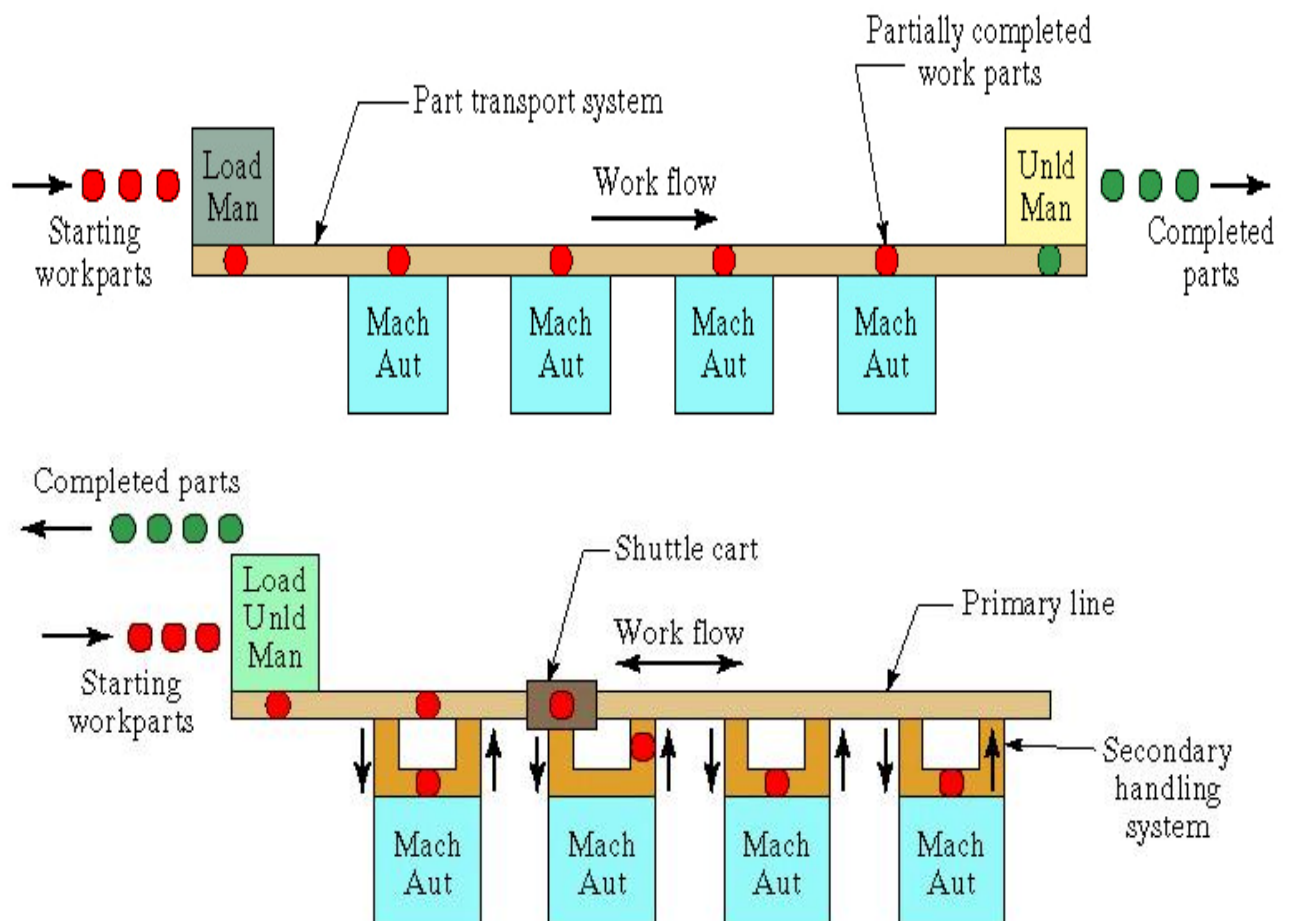 Partially completed
work parts
Part transport system
Load
Man
Unld
Man
Work flow
Starting
workparts
Completed
parts
Mach
Aut
Mach
Aut
Mach
Aut
Mach
Aut
Completed parts
Shuttle cart
Load
Unld
Man
Primary line
Work flow
Starting
workparts
Secondary
handling
system
Mach
Aut
Mach
Aut
Mach
Aut
Mach
Aut